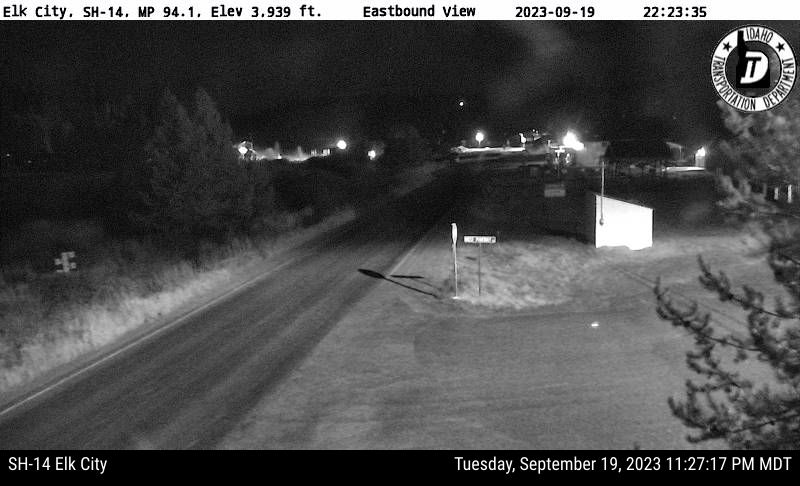 Elk City, SH-14, MP 94.1, Elev 3,939 ft. Eastbound View 2023-09-19 22:23:35
IDAHO
TRANSPORTATION DEPARTMENT
SH-14 Elk City Tuesday, September 19, 2023 11:27:17 PM MDT